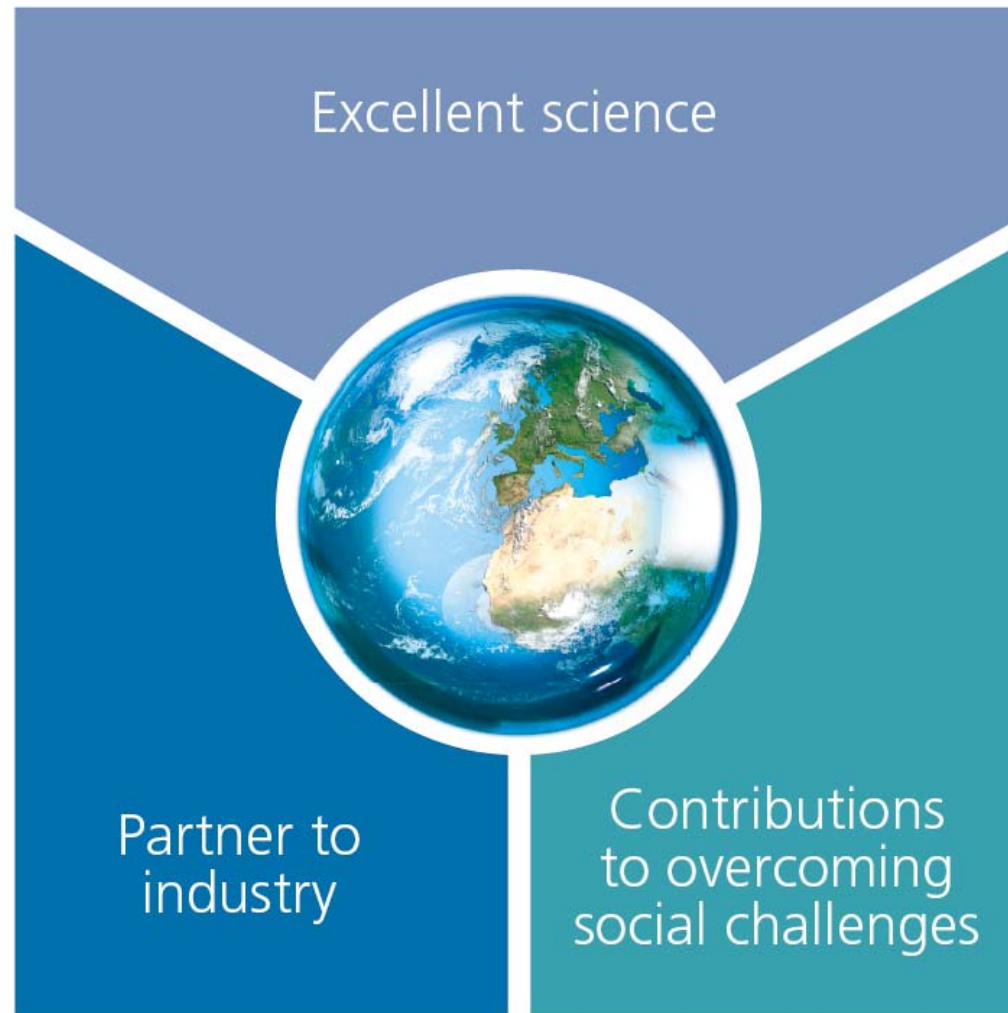 Excellent science
Partner to
industry
Contributions
to overcoming
social challenges